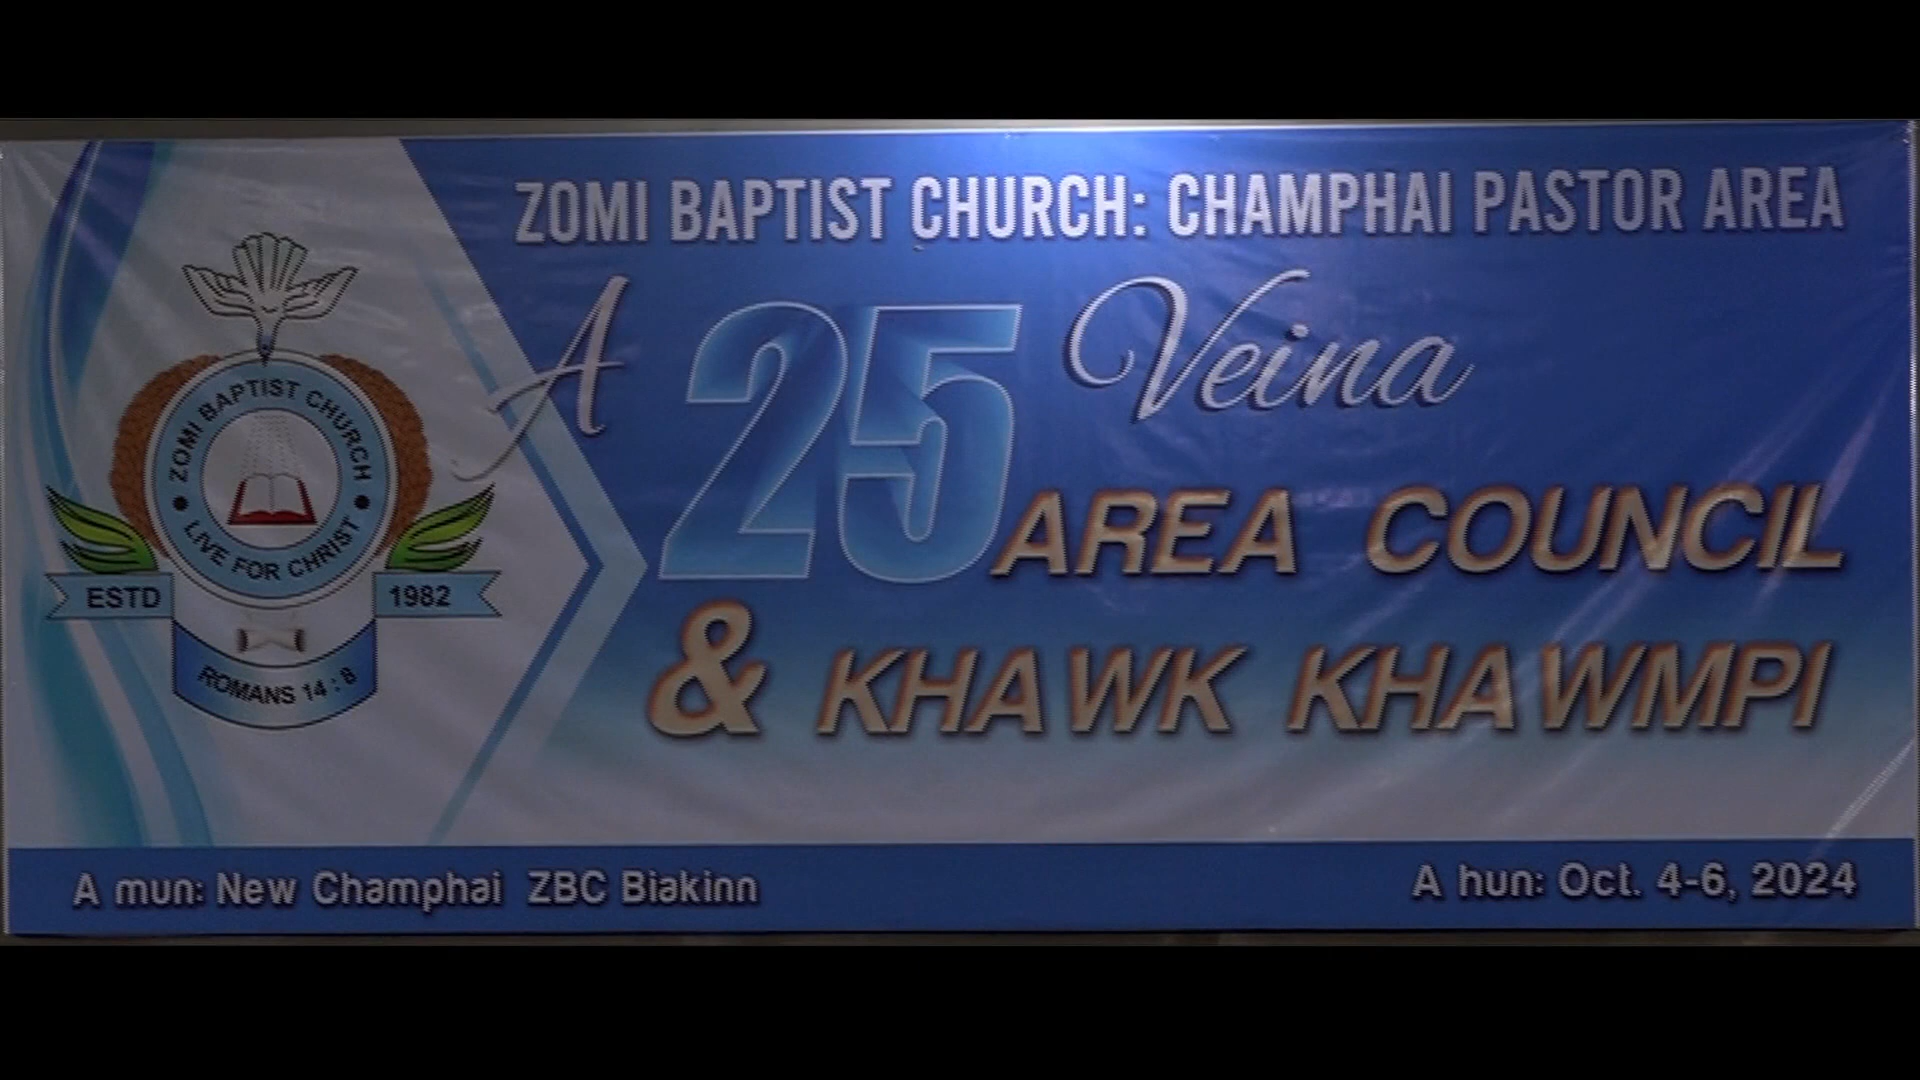 ZOMI BAPTIST CHURCH: CHAMPHAI PASTOR AREA
A 25 Veina
AREA COUNCIL
& KHAWK KHAWMPI
ZOMI BAPTIST CHURCH
LIVE FOR CHRIST
ESTD 1982
ROMANS 14 : 8
A mun: New Champhai ZBC Biakinn
A hun: Oct. 4-6, 2024